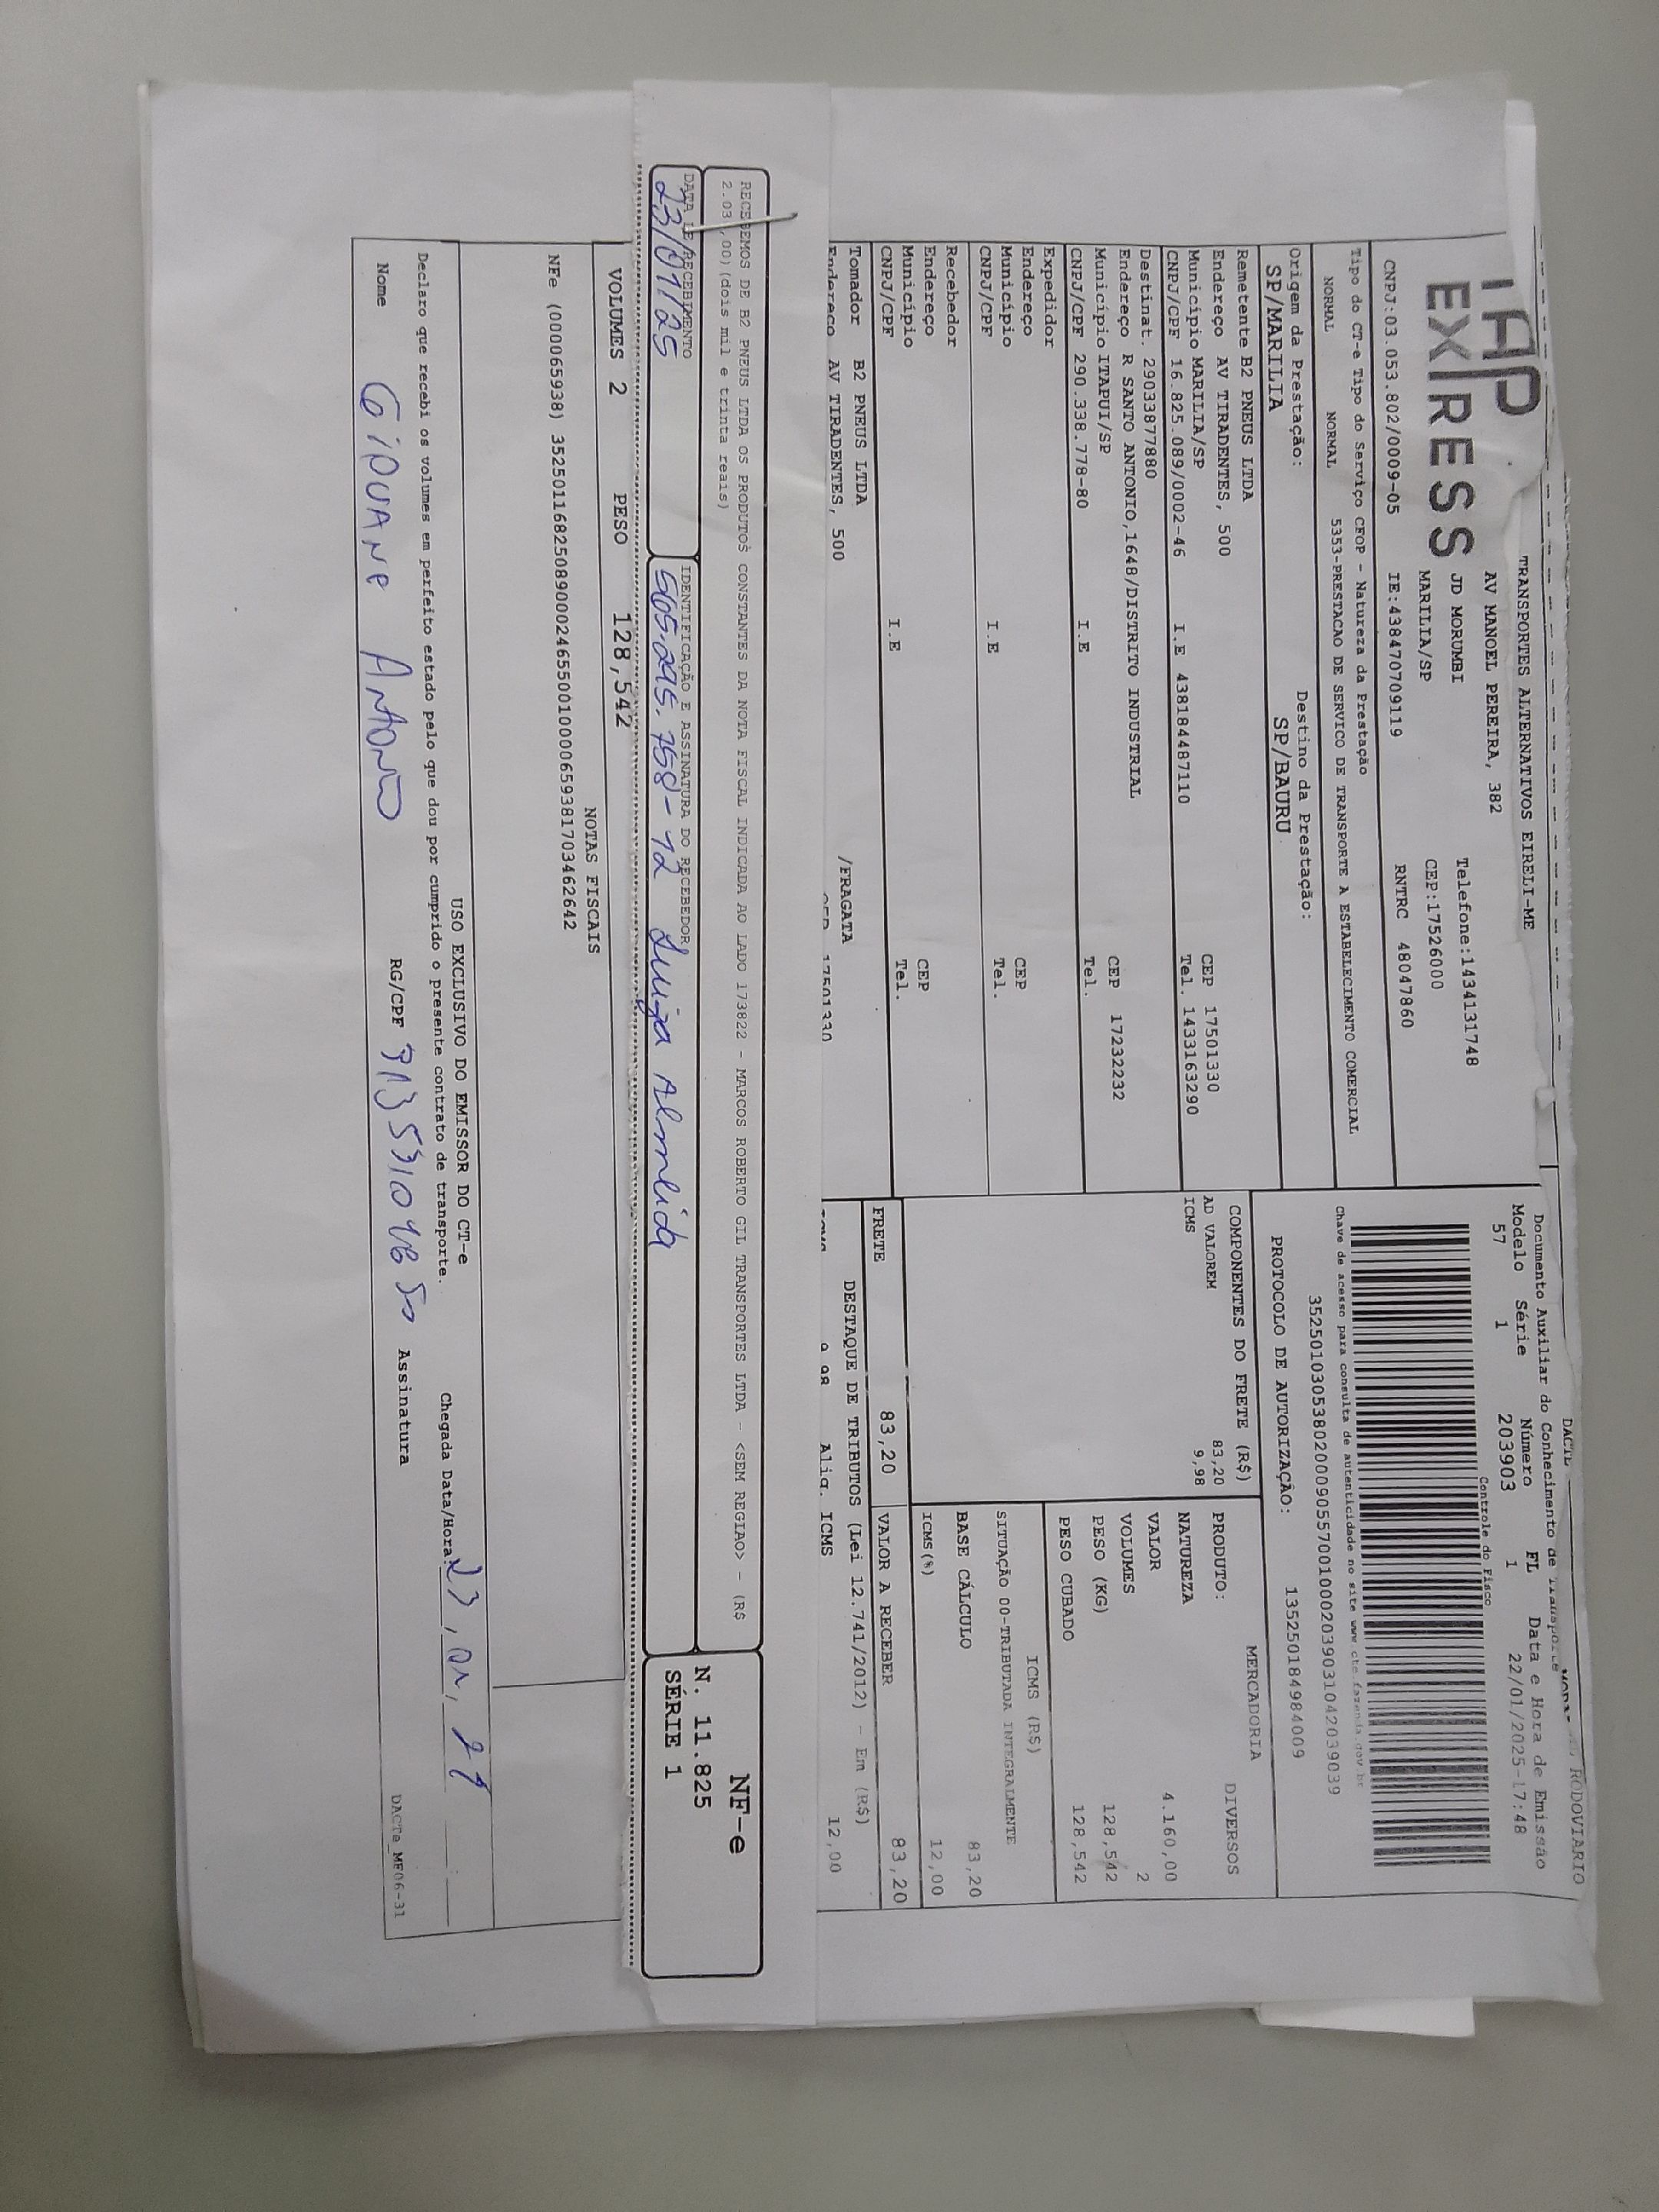 TAP
EXPRESS
TRANSPORTES ALTERNATIVOS EIRELI-ME
AV MANOEL PEREIRA, 382
JD MORUMBI Telefone:1434131748
MARILIA/SP CEP:17526000
CNPJ:03.053.802/0009-05 IE:438470709119 RNTRC 48047860
Tipo do CT-e Tipo do Serviço CFOP - Natureza da Prestação
NORMAL NORMAL 5353-PRESTACAO DE SERVICO DE TRANSPORTE A ESTABELECIMENTO COMERCIAL
Origem da Prestação: Destino da Prestação:
SP/MARILIA SP/BAURU
Remetente B2 PNEUS LTDA
Endereço AV TIRADENTES, 500 CEP 17501330
Município MARILIA/SP Tel. 1433163290
CNPJ/CPF 16.825.089/0002-46 I.E 438184487110
Destinat. 29033877880
Endereço R SANTO ANTONIO,1648/DISTRITO INDUSTRIAL
Município ITAPUI/SP CEP 17232232
CNPJ/CPF 290.338.778-80 I.E Tel.
Expedidor
Endereço
Município CEP
CNPJ/CPF I.E Tel.
Recebedor
Endereço
Município CEP
CNPJ/CPF I.E Tel.
Tomador B2 PNEUS LTDA
Endereço AV TIRADENTES, 500 /FRAGATA
CEP 17501330
DACTE RODOVIÁRIO
Documento Auxiliar do Conhecimento de Transporte
Modelo Série Número FL Data e Hora de Emissão
57 1 203903 1 22/01/2025-17:48
Controle do Fisco
Chave de acesso para consulta de autenticidade no site www.cte.fazenda.gov.br
35250103053802000905570010002039031042039039
PROTOCOLO DE AUTORIZAÇÃO: 135250184984009
COMPONENTES DO FRETE (R$)
AD VALOREM 83,20
ICMS 9,98
MERCADORIA
PRODUTO: DIVERSOS
NATUREZA
VALOR 4.160,00
VOLUMES 2
PESO (KG) 128,542
PESO CUBADO 128,542
ICMS (R$)
SITUAÇÃO 00-TRIBUTADA INTEGRALMENTE
BASE CÁLCULO 83,20
ICMS(%) 12,00
FRETE 83,20 VALOR A RECEBER 83,20
DESTAQUE DE TRIBUTOS (Lei 12.741/2012) - Em (R$)
ICMS 9,98 Aliq. ICMS 12,00
RECEBEMOS DE B2 PNEUS LTDA OS PRODUTOS CONSTANTES DA NOTA FISCAL INDICADA AO LADO 173822 - MARCOS ROBERTO GIL TRANSPORTES LTDA - <SEM REGIAO> - (R$
2.03 ,00)(dois mil e trinta reais)
DATA DE RECEBIMENTO IDENTIFICAÇÃO E ASSINATURA DO RECEBEDOR
23/01/25 505.295.758-12 Luiza Almeida
NF-e
N. 11.825
SÉRIE 1
VOLUMES 2 PESO 128,542
NOTAS FISCAIS
NFe (000065938) 35250116825089000246550010000659381703462642
USO EXCLUSIVO DO EMISSOR DO CT-e
Declaro que recebi os volumes em perfeito estado pelo que dou por cumprido o presente contrato de transporte. Chegada Data/Hora: 23,
Nome RG/CPF Assinatura
DACTe_MF06-31